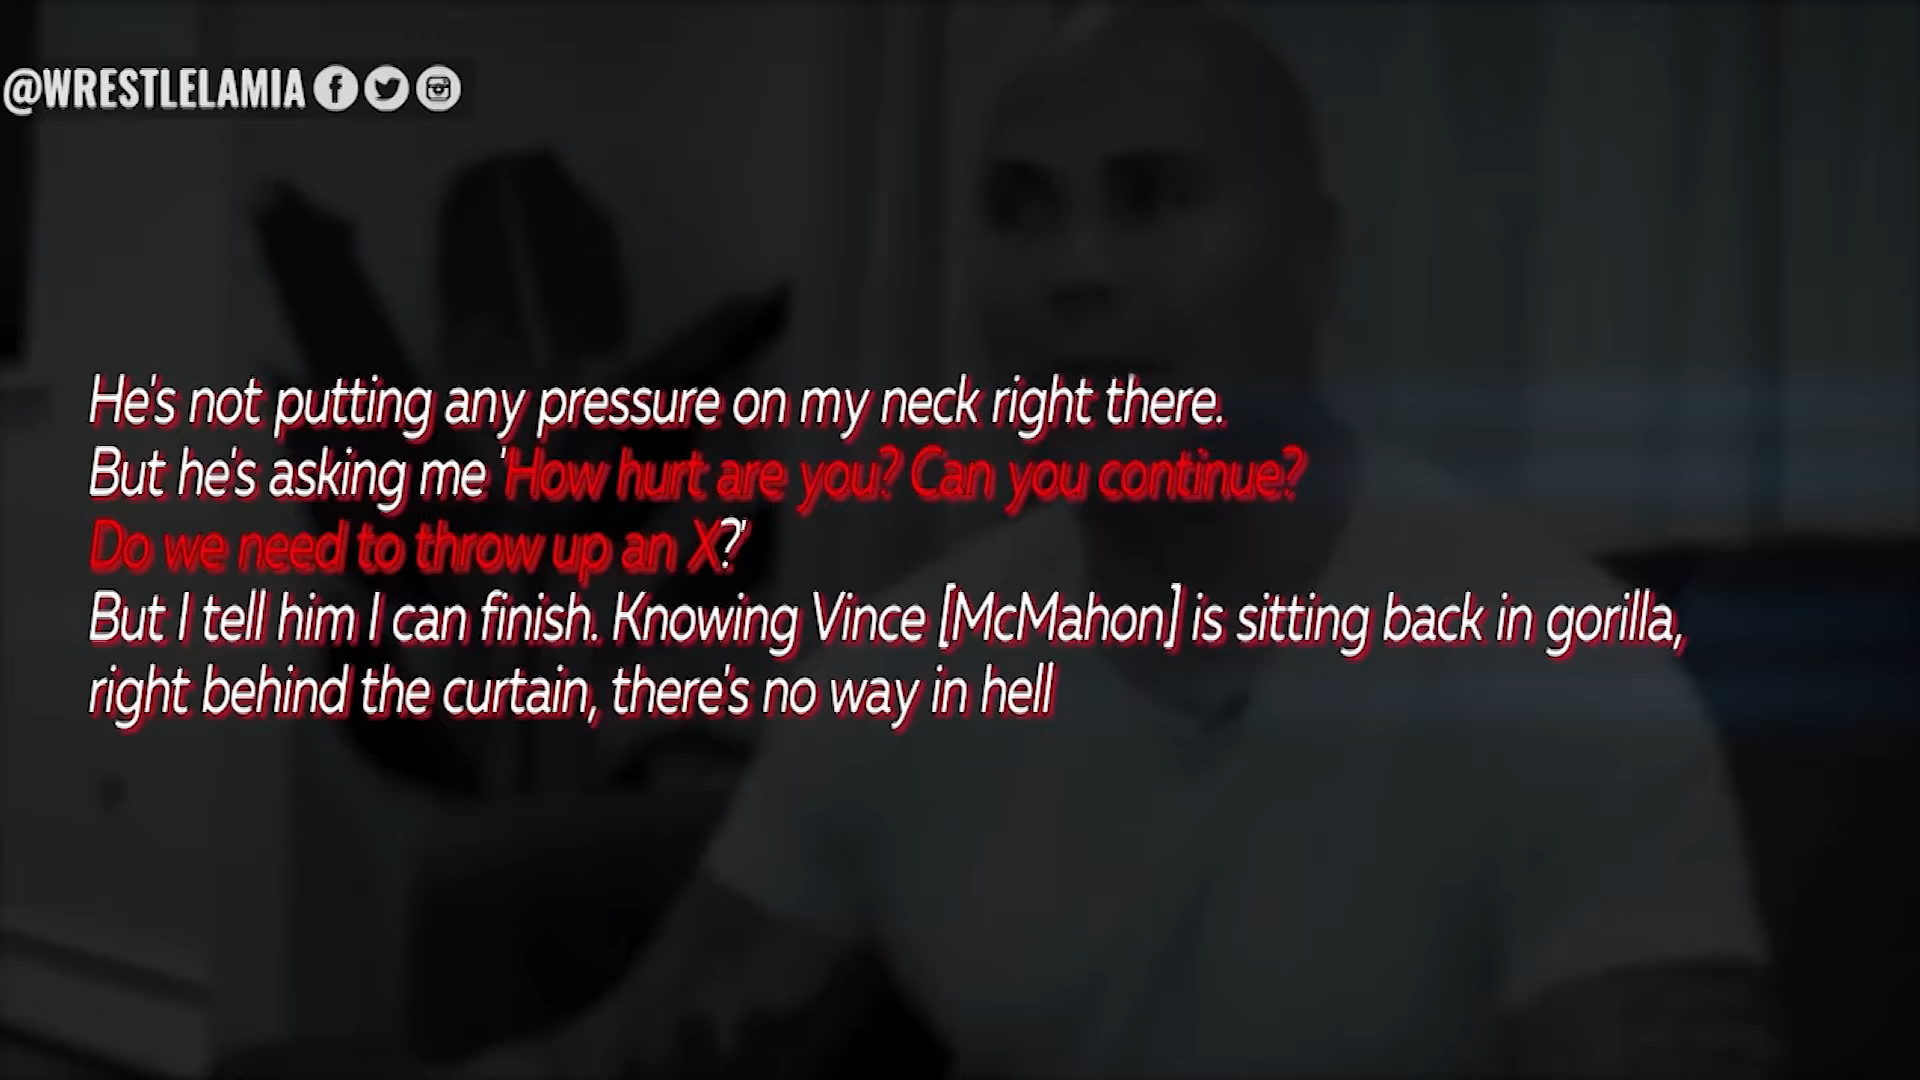 @WRESTLELAMIA
He's not putting any pressure on my neck right there.
But he's asking me 'How hurt are you? Can you continue?
Do we need to throw up an X?'
But I tell him I can finish. Knowing Vince [McMahon] is sitting back in gorilla,
right behind the curtain, there's no way in hell